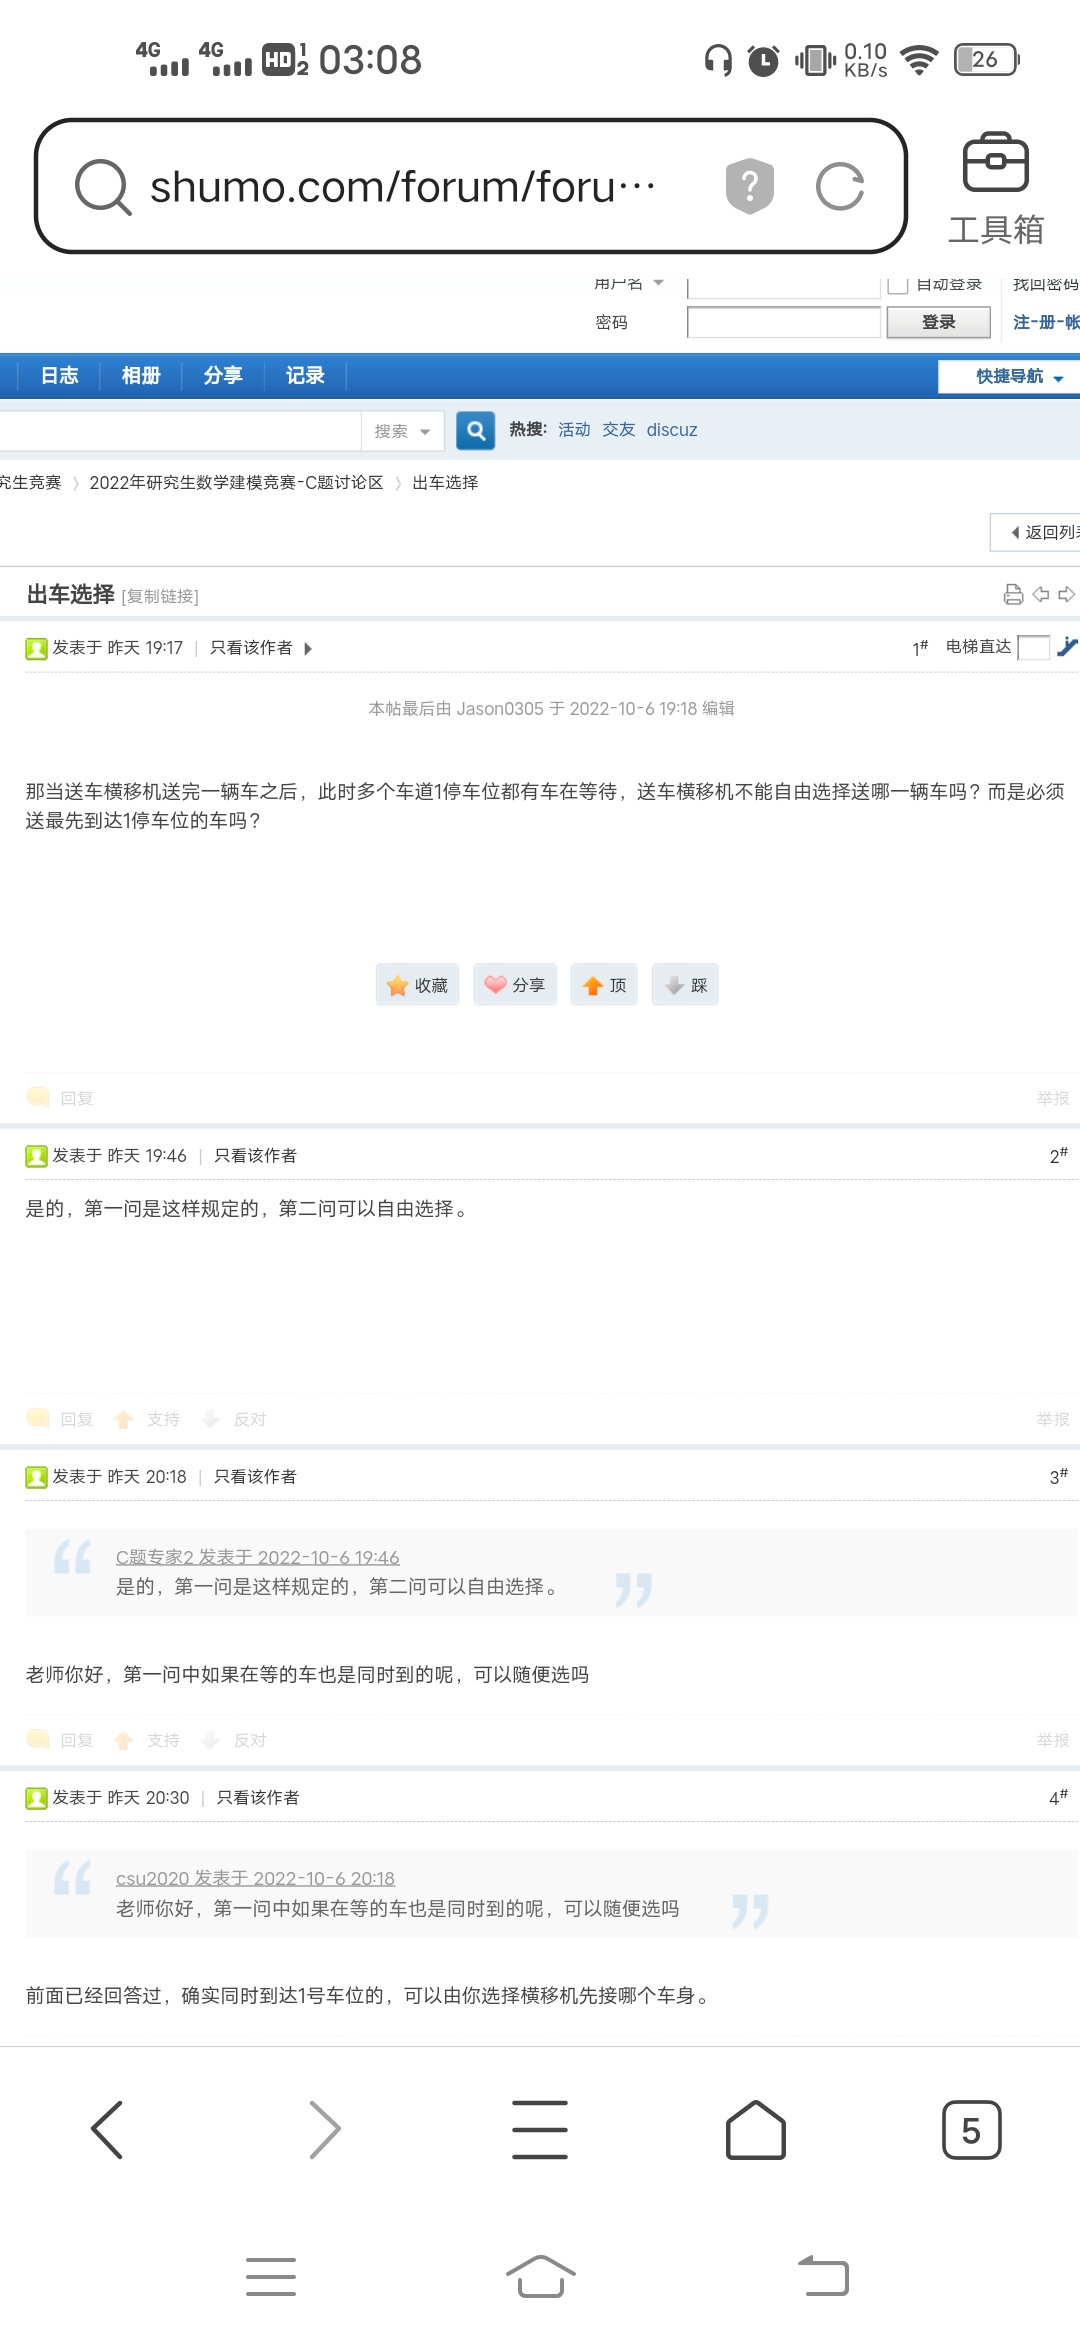 4G 4G HD 1 2 03:08 0.10 KB/s 26
shumo.com/forum/foru…
工具箱
用户名 自动登录 找回密码
密码 登录 注-册-帐
日志 相册 分享 记录 快捷导航
搜索 热搜: 活动 交友 discuz
究生竞赛 〉 2022年研究生数学建模竞赛-C题讨论区 〉 出车选择
返回列表
出车选择 [复制链接]
发表于 昨天 19:17 | 只看该作者 1# 电梯直达
本帖最后由 Jason0305 于 2022-10-6 19:18 编辑
那当送车横移机送完一辆车之后，此时多个车道1停车位都有车在等待，送车横移机不能自由选择送哪一辆车吗？而是必须
送最先到达1停车位的车吗？
收藏 分享 顶 踩
回复 举报
发表于 昨天 19:46 | 只看该作者 2#
是的，第一问是这样规定的，第二问可以自由选择。
回复 支持 反对 举报
发表于 昨天 20:18 | 只看该作者 3#
C题专家2 发表于 2022-10-6 19:46
是的，第一问是这样规定的，第二问可以自由选择。
老师你好，第一问中如果在等的车也是同时到的呢，可以随便选吗
回复 支持 反对 举报
发表于 昨天 20:30 | 只看该作者 4#
csu2020 发表于 2022-10-6 20:18
老师你好，第一问中如果在等的车也是同时到的呢，可以随便选吗
前面已经回答过，确实同时到达1号车位的，可以由你选择横移机先接哪个车身。
5